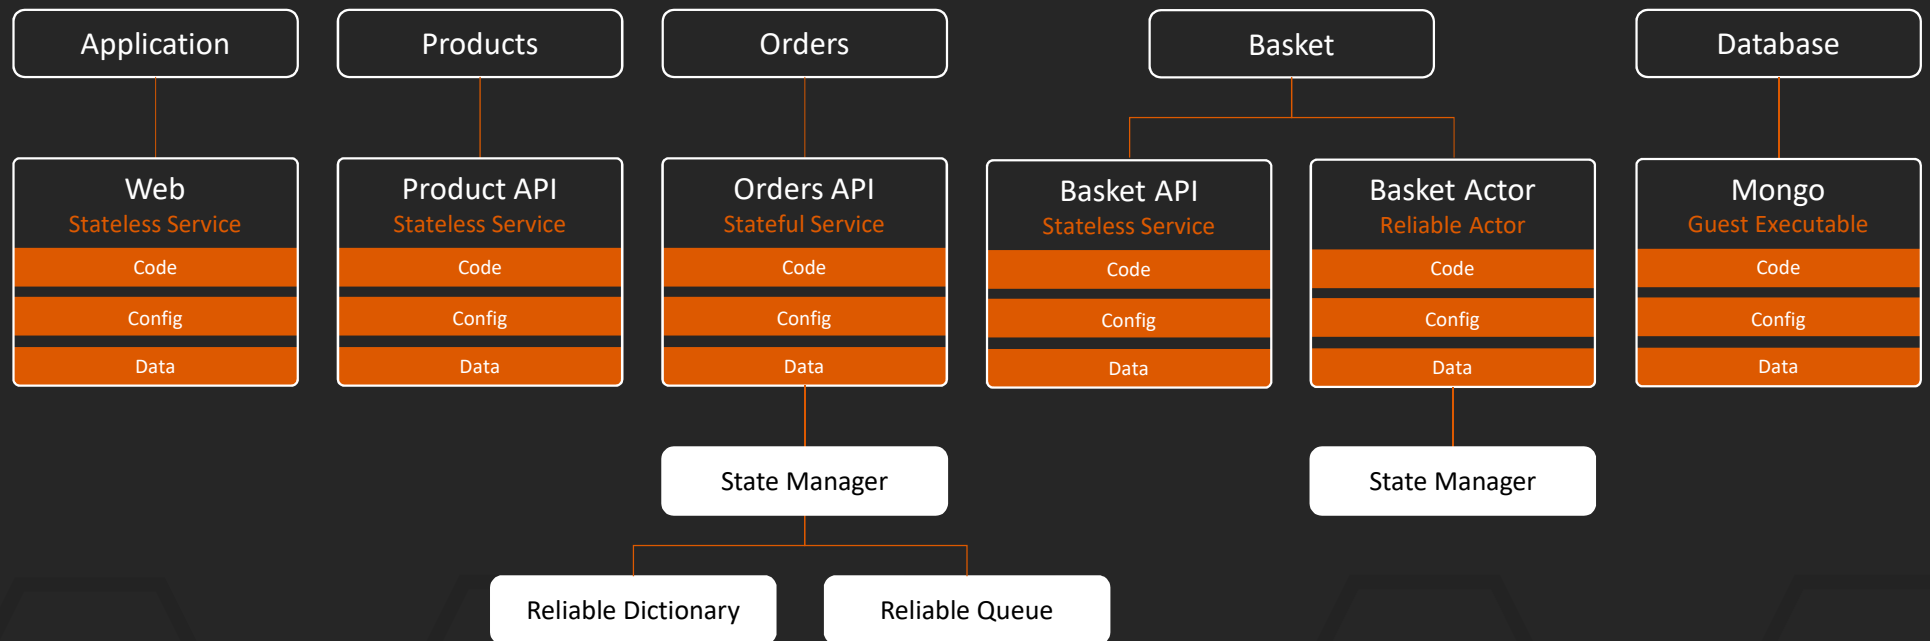 Application
Products
Orders
Basket
Database
Web
Stateless Service
Code
Config
Data
Product API
Stateless Service
Code
Config
Data
Orders API
Stateful Service
Code
Config
Data
Basket API
Stateless Service
Code
Config
Data
Basket Actor
Reliable Actor
Code
Config
Data
Mongo
Guest Executable
Code
Config
Data
State Manager
State Manager
Reliable Dictionary
Reliable Queue